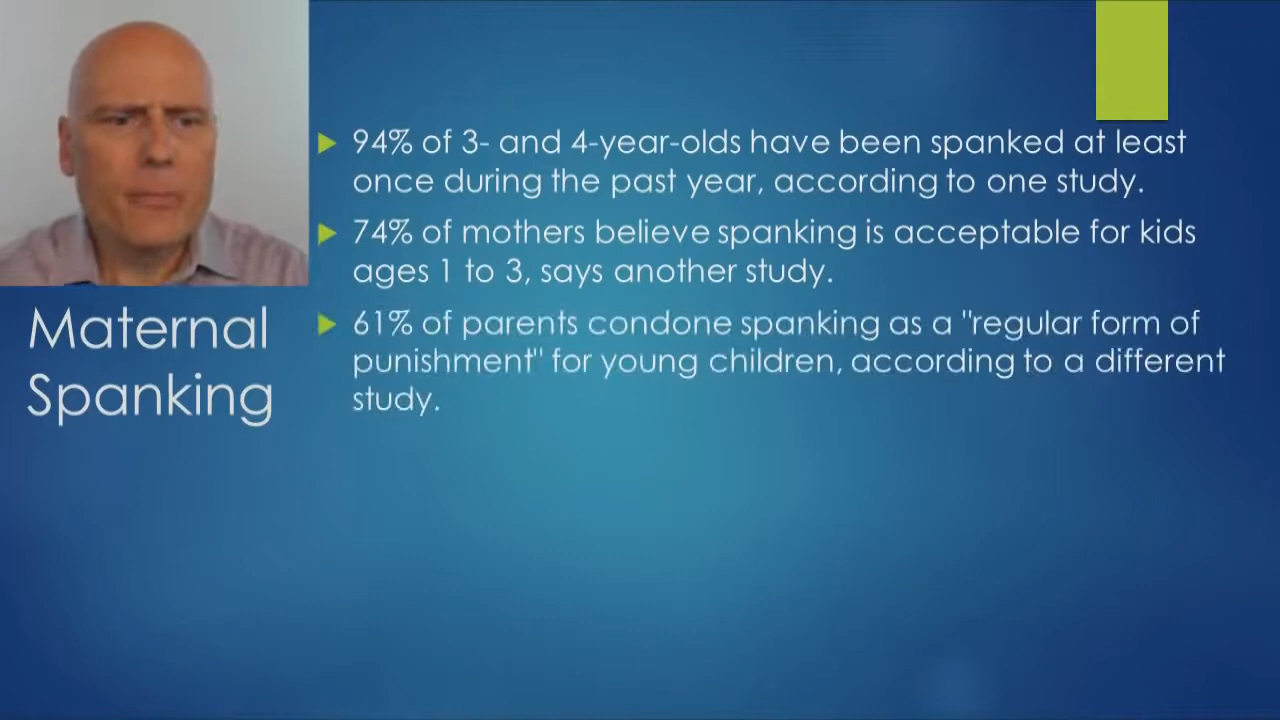 Maternal
Spanking
94% of 3- and 4-year-olds have been spanked at least
once during the past year, according to one study.
74% of mothers believe spanking is acceptable for kids
ages 1 to 3, says another study.
61% of parents condone spanking as a "regular form of
punishment" for young children, according to a different
study.